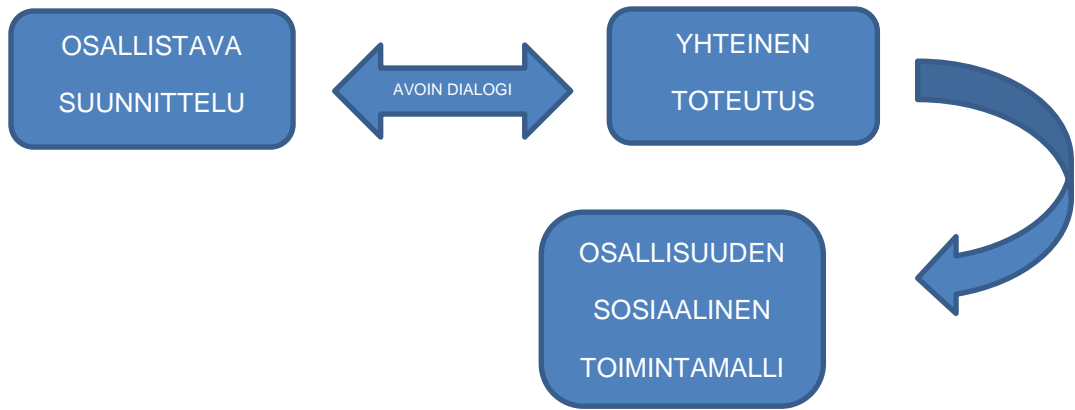 OSALLISTAVA
SUUNNITTELU
AVOIN DIALOGI
YHTEINEN
TOTEUTUS
OSALLISUUDEN
SOSIAALINEN
TOIMINTAMALLI